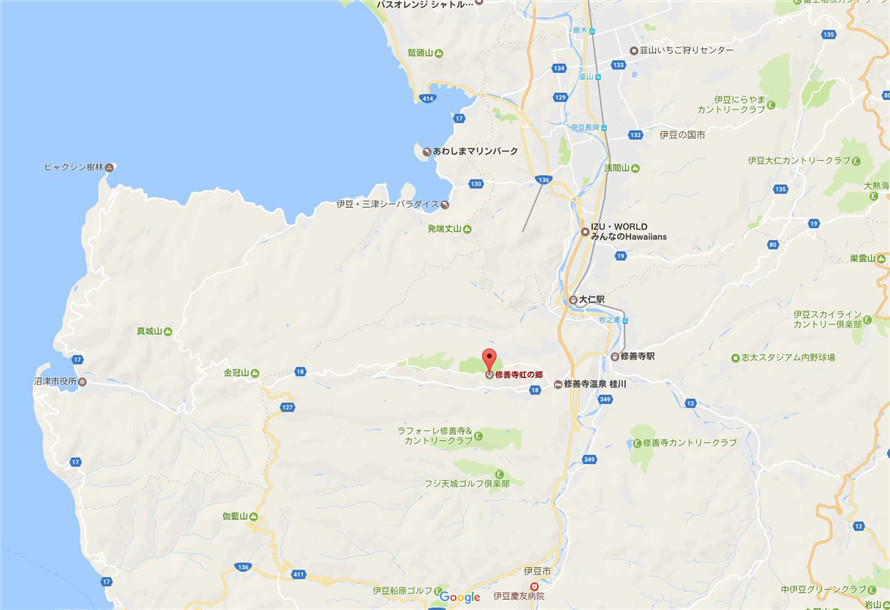 バスオレンジ シャトル…
富士箱根カントリークラブ
135
原木
韮山いちご狩りセンター
鷲頭山
134
133
韮山
伊豆にらやま
カントリークラブ
414
129
80
17
伊豆長岡
132
伊豆の国市
あわしまマリンパーク
伊豆大仁カントリークラブ
ビャクシン樹林
浅間山
130
136
135
大熱海
伊豆・三津シーパラダイス
発端丈山
IZU・WORLD
みんなのHawaiians
19
80
19
巣雲山
大仁駅
牧之郷
伊豆スカイライン
カントリー倶楽部
真城山
修善寺駅
志太スタジアム内野球場
17
金冠山
18
修善寺虹の郷
沼津市役所
18
修善寺温泉 桂川
349
127
12
ラフォーレ修善寺&
カントリークラブ
修善寺カントリークラブ
17
349
フジ天城ゴルフ倶楽部
伽藍山
12
136
411
伊豆市
17
伊豆船原ゴルフ
Google
伊豆慶友病院
中伊豆グリーンクラブ
岩山